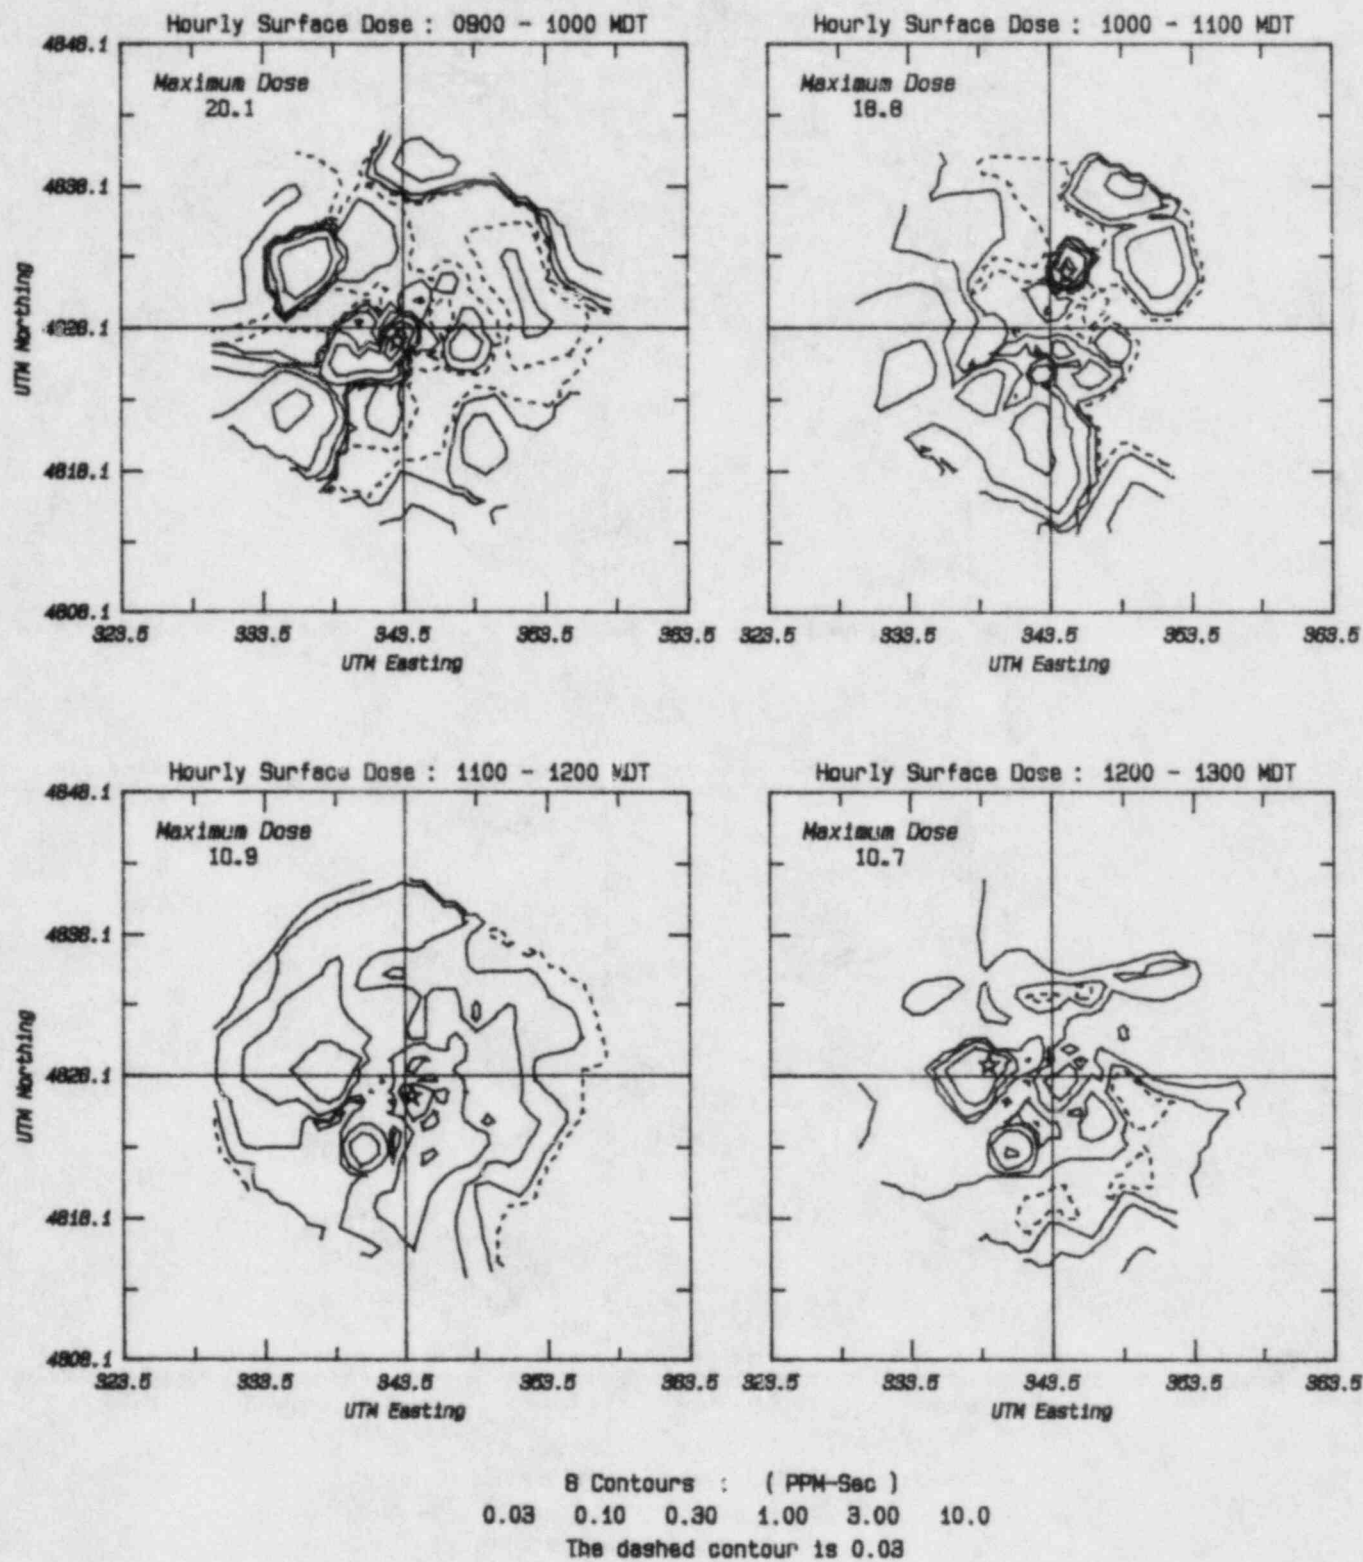 Hourly Surface Dose : 0900 - 1000 MDT
Maximum Dose
20.1
4848.1
4838.1
4828.1
4818.1
4808.1
UTM Northing
323.5 333.5 343.5 353.5 363.5
UTM Easting
Hourly Surface Dose : 1000 - 1100 MDT
Maximum Dose
18.8
323.5 333.5 343.5 353.5 363.5
UTM Easting
Hourly Surface Dose : 1100 - 1200 MDT
Maximum Dose
10.9
4848.1
4838.1
4828.1
4818.1
4808.1
UTM Northing
323.5 333.5 343.5 353.5 363.5
UTM Easting
Hourly Surface Dose : 1200 - 1300 MDT
Maximum Dose
10.7
323.5 333.5 343.5 353.5 363.5
UTM Easting
6 Contours : ( PPM-Sec )
0.03 0.10 0.30 1.00 3.00 10.0
The dashed contour is 0.03